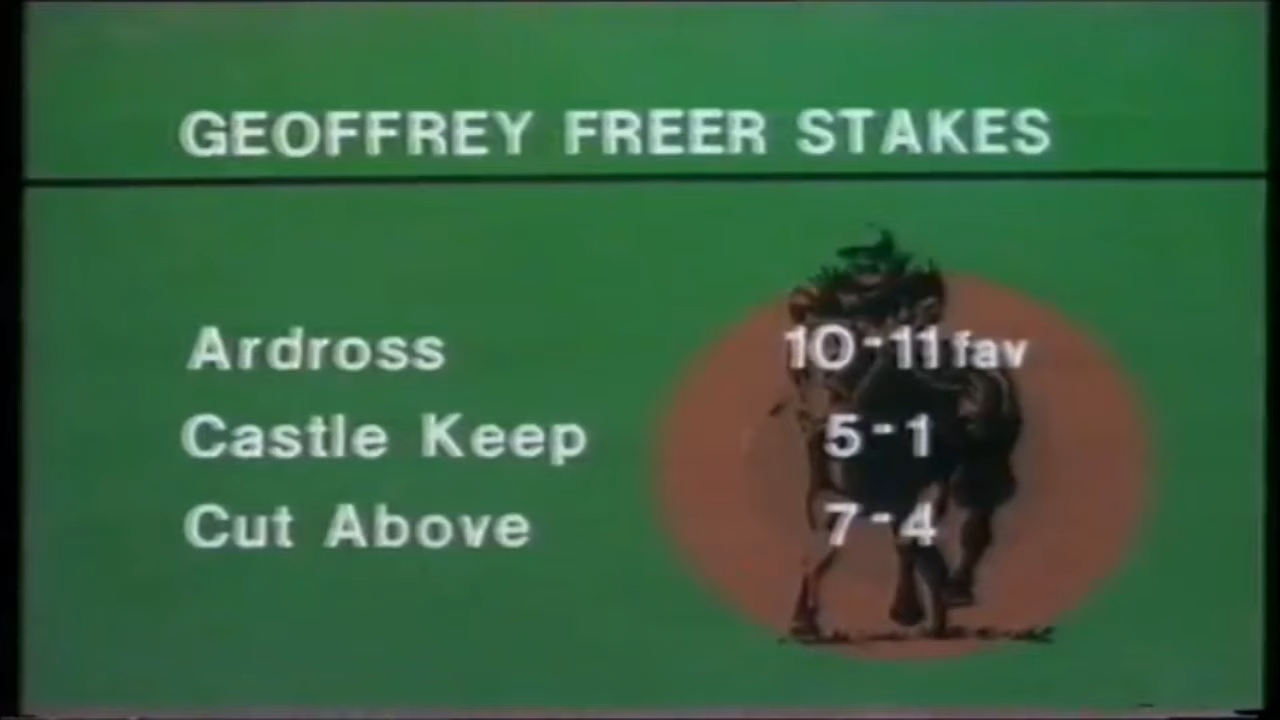 GEOFFREY FREER STAKES
Ardross 10-11 fav
Castle Keep 5-1
Cut Above 7-4